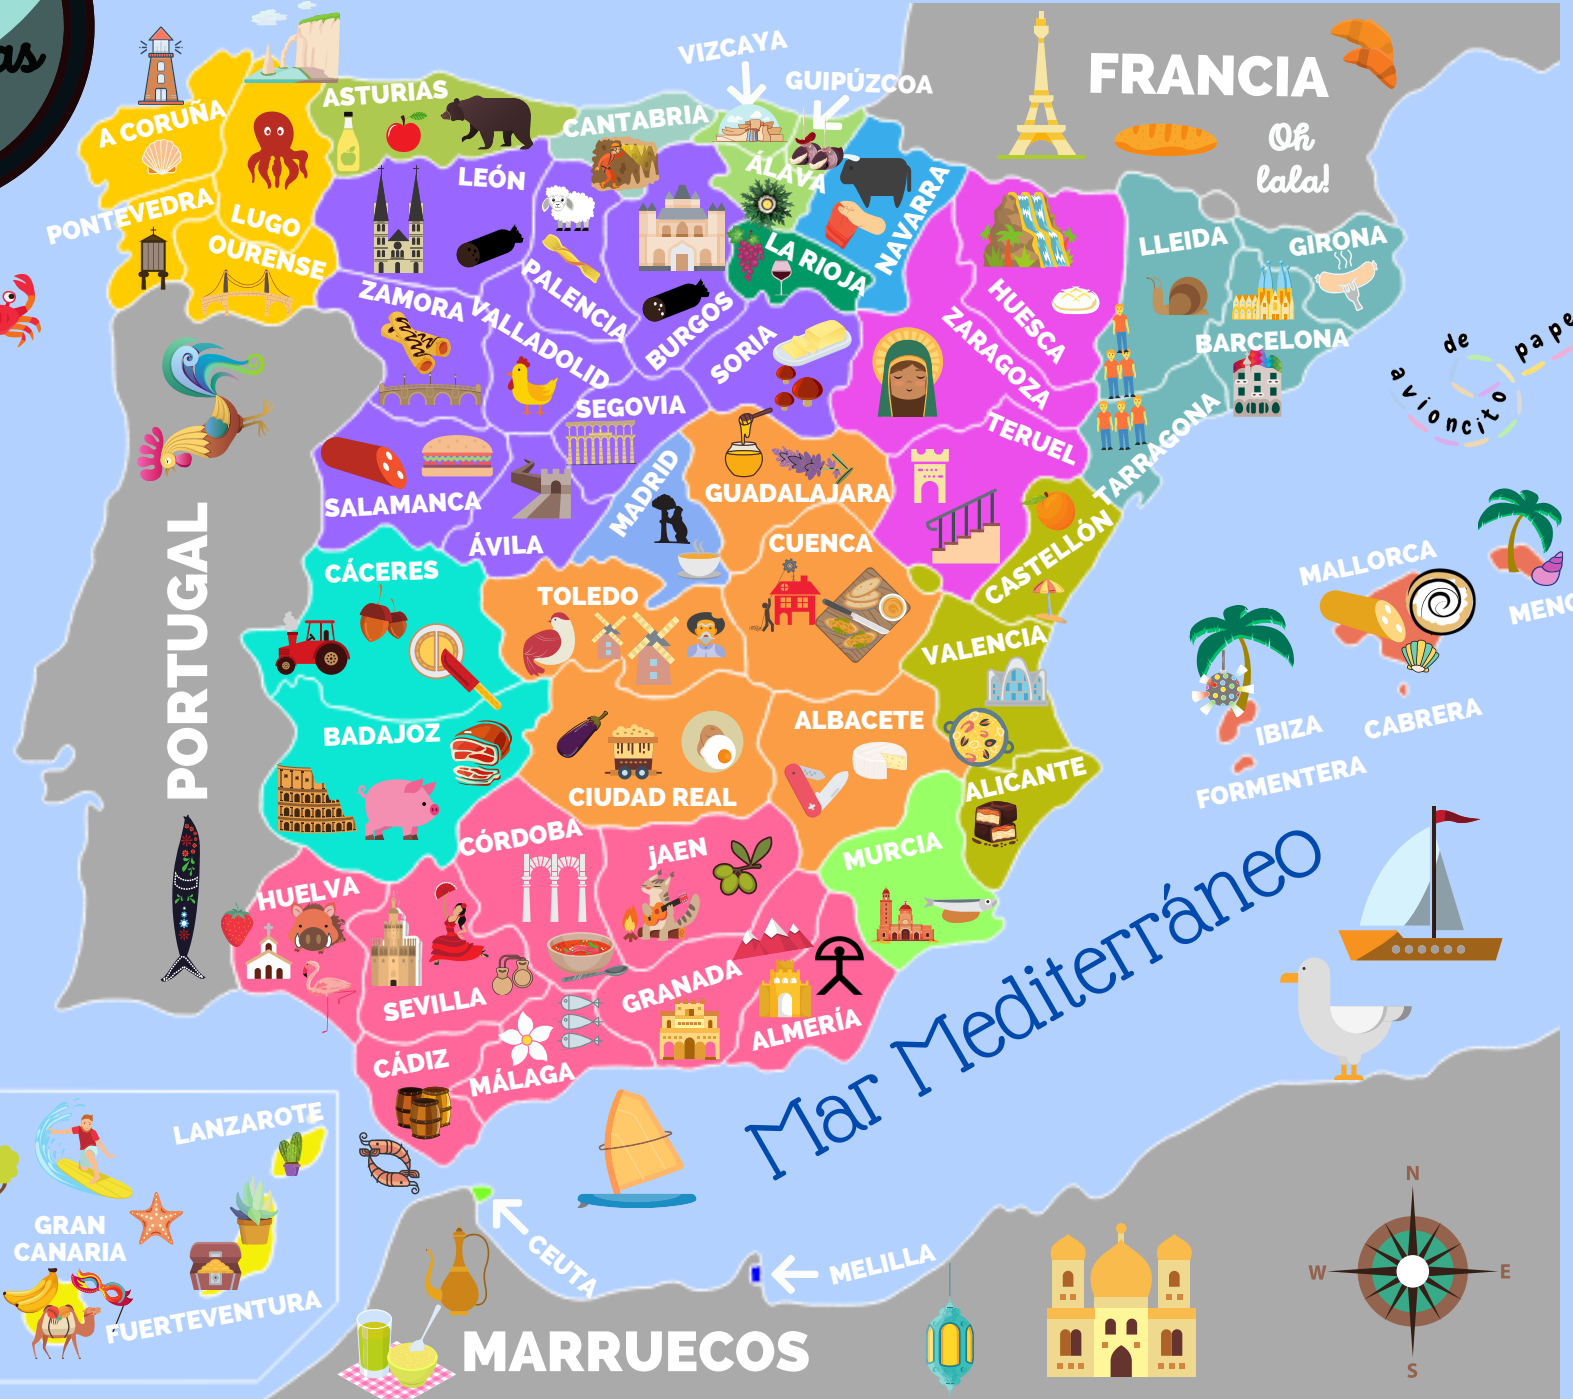 as
VIZCAYA
GUIPÚZCOA
FRANCIA
Oh
lala!
A CORUÑA
ASTURIAS
CANTABRIA
ÁLAVA
NAVARRA
LEÓN
PONTEVEDRA
LUGO
OURENSE
LA RIOJA
LLEIDA
GIRONA
BARCELONA
HUESCA
ZARAGOZA
TERUEL
TARRAGONA
ZAMORA
VALLADOLID
PALENCIA
BURGOS
SORIA
SEGOVIA
SALAMANCA
ÁVILA
MADRID
GUADALAJARA
CUENCA
CASTELLÓN
de
avioncito
PORTUGAL
CÁCERES
TOLEDO
VALENCIA
BADAJOZ
CIUDAD REAL
ALBACETE
ALICANTE
MALLORCA
IBIZA
CABRERA
FORMENTERA
CÓRDOBA
jAEN
MURCIA
HUELVA
SEVILLA
GRANADA
ALMERÍA
CÁDIZ
MÁLAGA
Mar Mediterráneo
LANZAROTE
GRAN
CANARIA
FUERTEVENTURA
CEUTA
MELILLA
MARRUECOS
N
W
E
S